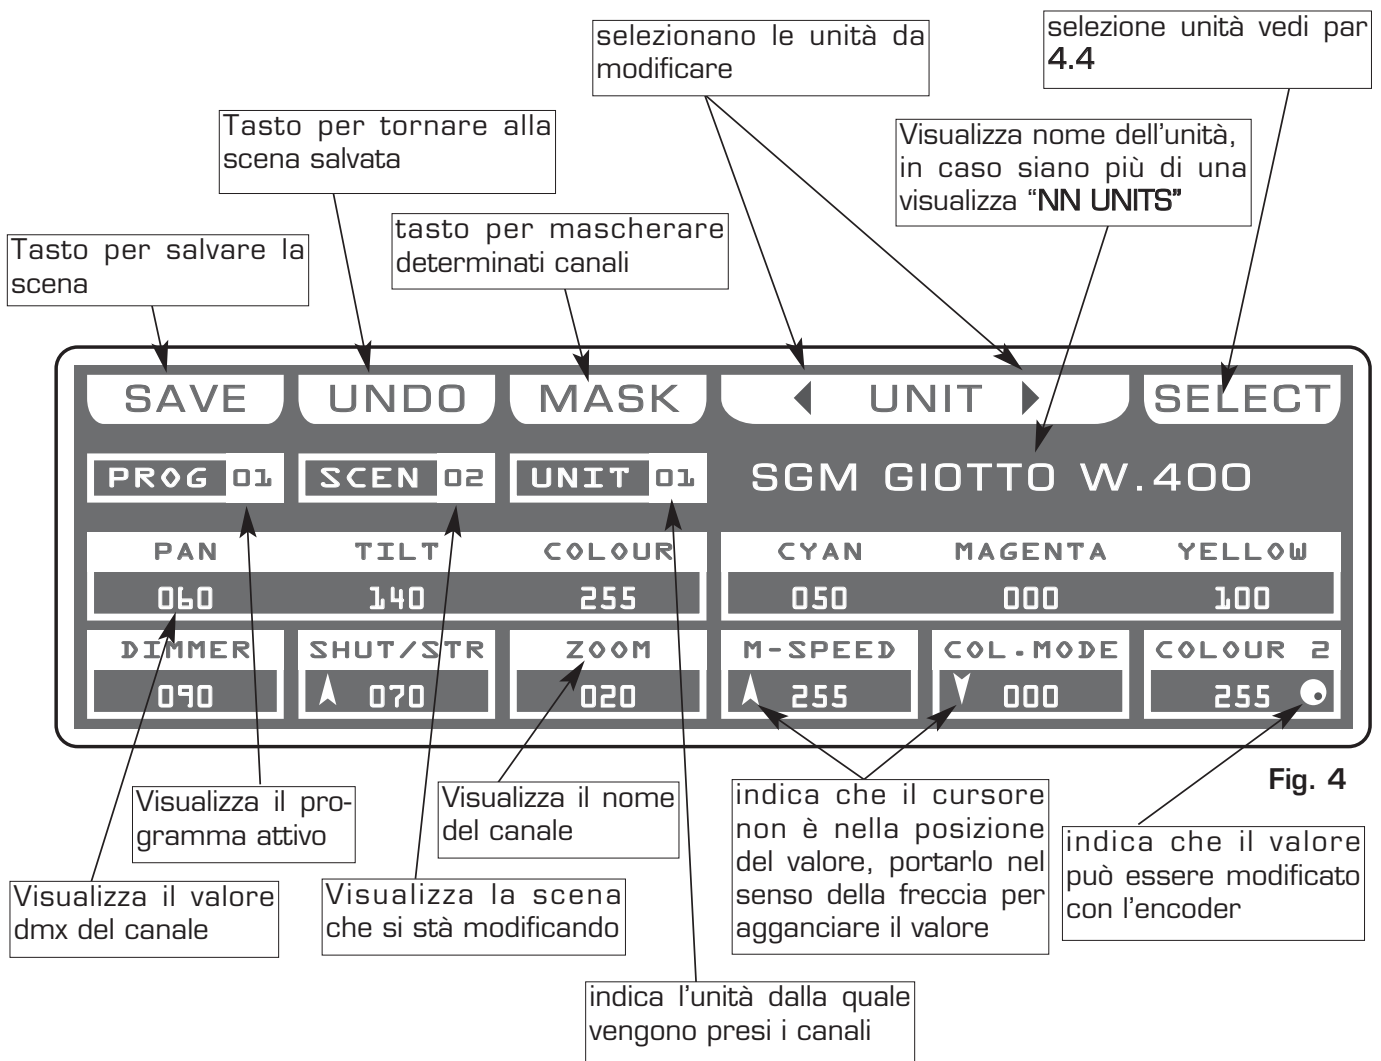 selezionano le unità da
modificare
selezione unità vedi par
4.4
Tasto per tornare alla
scena salvata
Visualizza nome dell'unità,
in caso siano più di una
visualizza “NN UNITS”
tasto per mascherare
determinati canali
Tasto per salvare la
scena
SAVE UNDO MASK UNIT SELECT
PROG 01 SCEN 02 UNIT 01 SGM GIOTTO W.400
PAN TILT COLOUR CYAN MAGENTA YELLOW
060 140 255 050 000 100
DIMMER SHUT/STR ZOOM M-SPEED COL.MODE COLOUR 2
090 070 020 255 000 255
Fig. 4
Visualizza il pro-
gramma attivo
Visualizza il nome
del canale
indica che il cursore
non è nella posizione
del valore, portarlo nel
senso della freccia per
agganciare il valore
indica che il valore
può essere modificato
con l'encoder
Visualizza il valore
dmx del canale
Visualizza la scena
che si stà modificando
indica l'unità dalla quale
vengono presi i canali